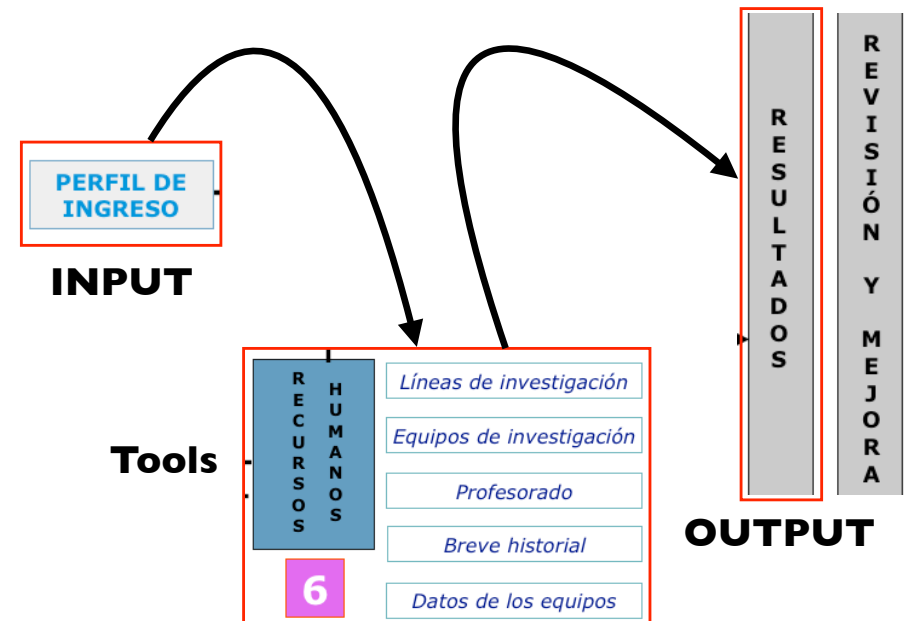 PERFIL DE
INGRESO
INPUT
Tools
RECURSOS
HUMANOS
6
Líneas de investigación
Equipos de investigación
Profesorado
Breve historial
Datos de los equipos
RESULTADOS
OUTPUT
REVISIÓN Y MEJORA